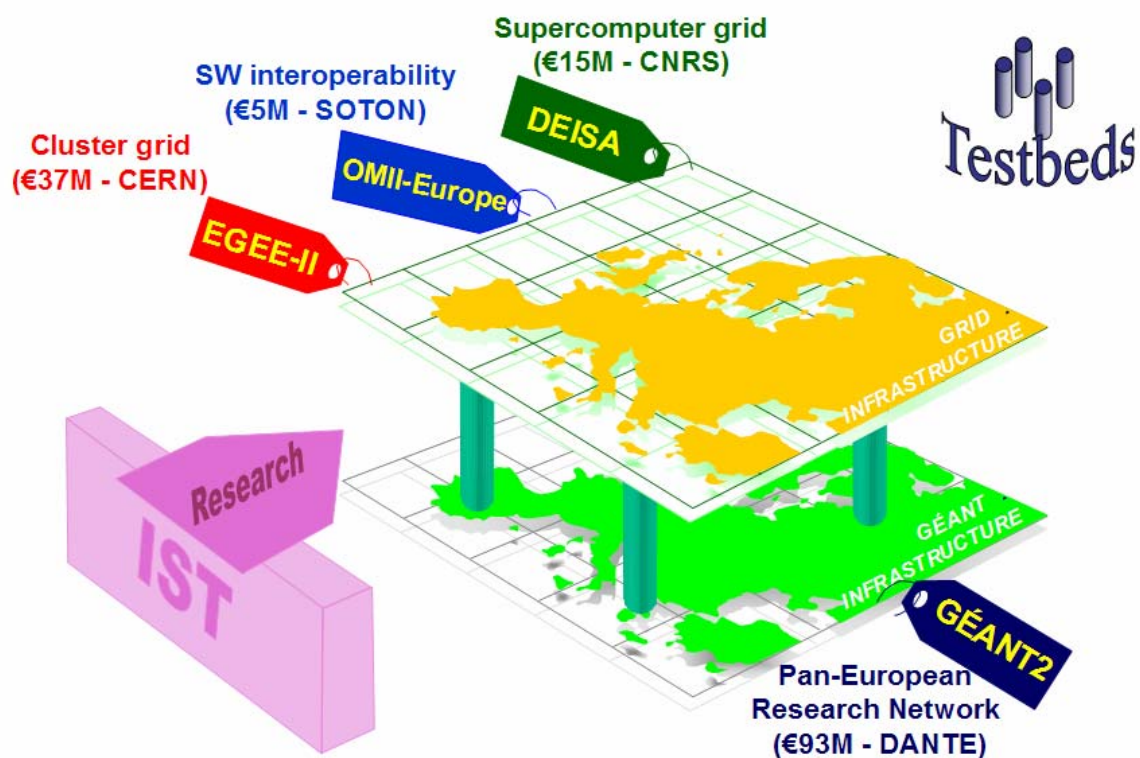 Supercomputer grid
(€15M - CNRS)
DEISA
SW interoperability
(€5M - SOTON)
OMII-Europe
Cluster grid
(€37M - CERN)
EGEE-II
Testbeds
GRID
INFRASTRUCTURE
Research
IST
GÉANT
INFRASTRUCTURE
GÉANT2
Pan-European
Research Network
(€93M - DANTE)